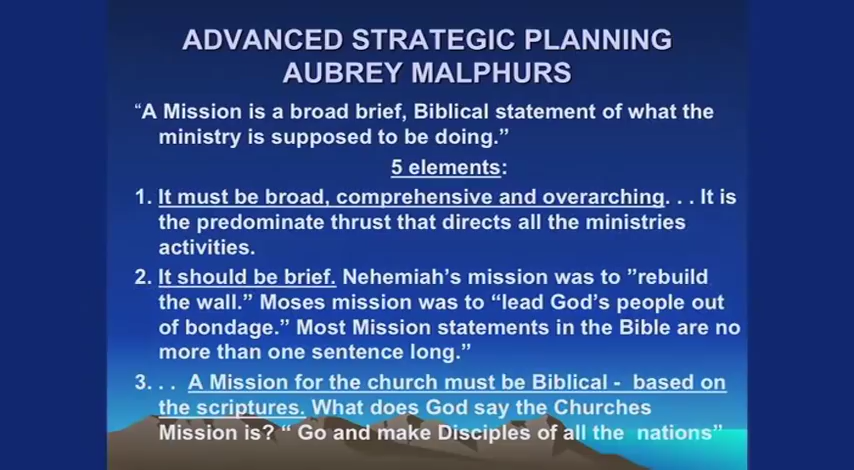 ADVANCED STRATEGIC PLANNING
AUBREY MALPHURS
“A Mission is a broad brief, Biblical statement of what the
ministry is supposed to be doing.”
5 elements:
1. It must be broad, comprehensive and overarching. . . It is
the predominate thrust that directs all the ministries
activities.
2. It should be brief. Nehemiah’s mission was to ”rebuild
the wall.” Moses mission was to “lead God’s people out
of bondage.” Most Mission statements in the Bible are no
more than one sentence long.”
3. . . A Mission for the church must be Biblical - based on
the scriptures. What does God say the Churches
Mission is? “ Go and make Disciples of all the nations”